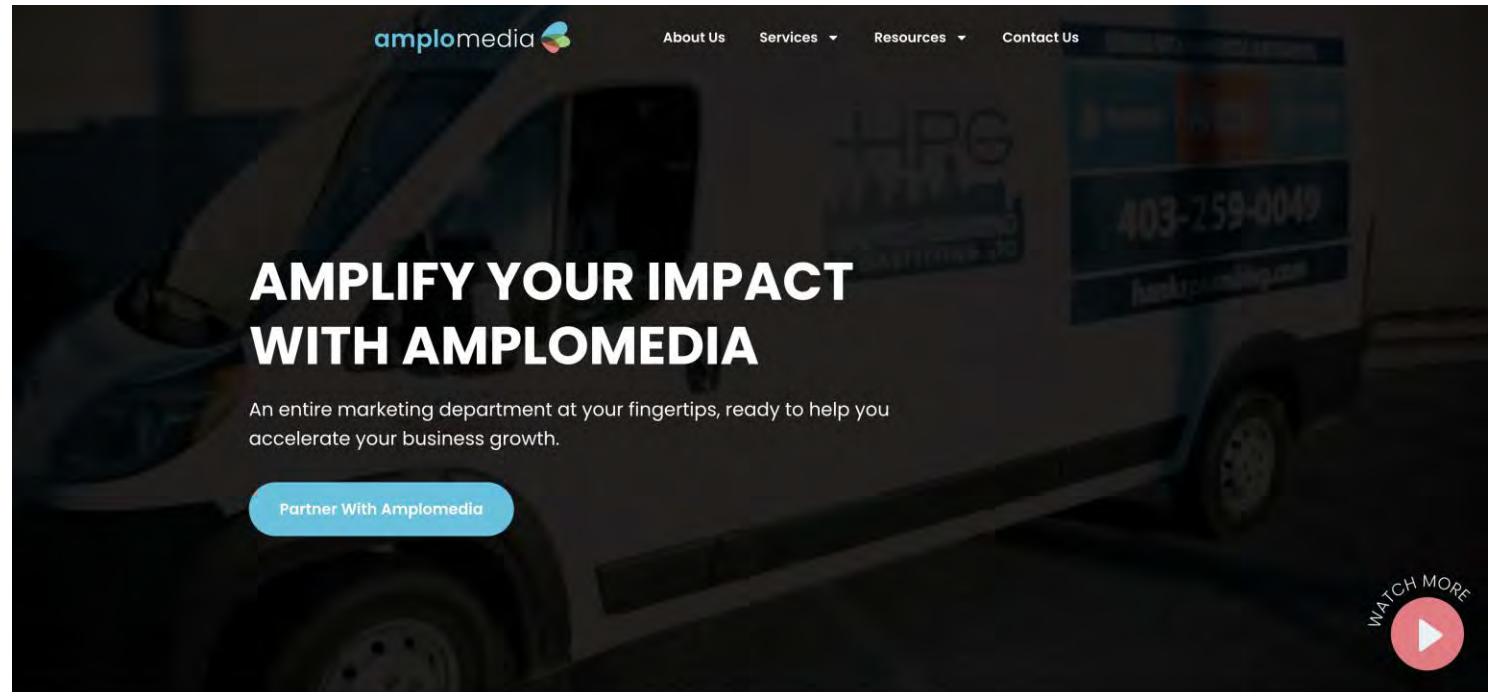 amplomedia
About Us
Services
Resources
Contact Us
HPG
403-259-0049
AMPLIFY YOUR IMPACT
WITH AMPLOMEDIA
An entire marketing department at your fingertips, ready to help you
accelerate your business growth.
Partner With Amplomedia
WATCH MORE